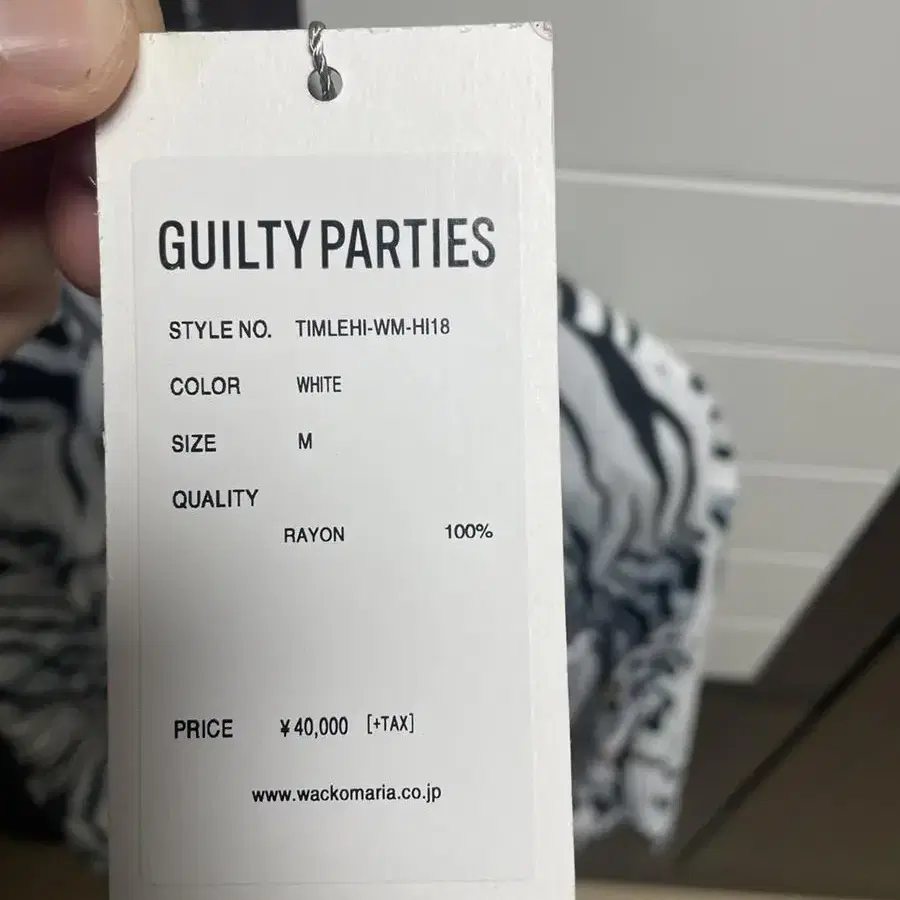 GUILTY PARTIES
STYLE NO. TIMLEHI-WM-HI18
COLOR WHITE
SIZE M
QUALITY
RAYON 100%
PRICE ¥40,000 [+TAX]
www.wackomaria.co.jp